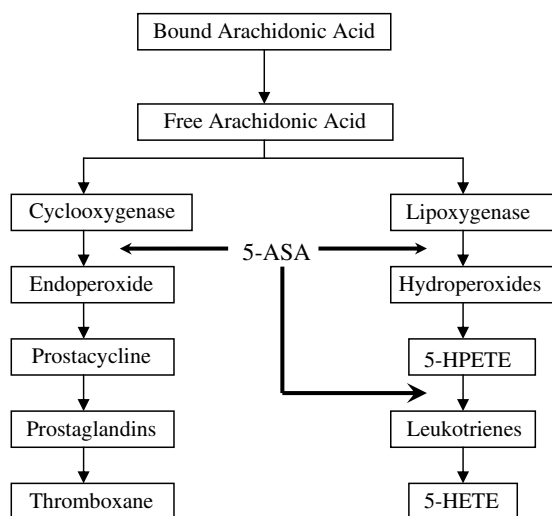 Bound Arachidonic Acid
Free Arachidonic Acid
Cyclooxygenase
Lipoxygenase
5-ASA
Endoperoxide
Hydroperoxides
Prostacycline
5-HPETE
Prostaglandins
Leukotrienes
Thromboxane
5-HETE